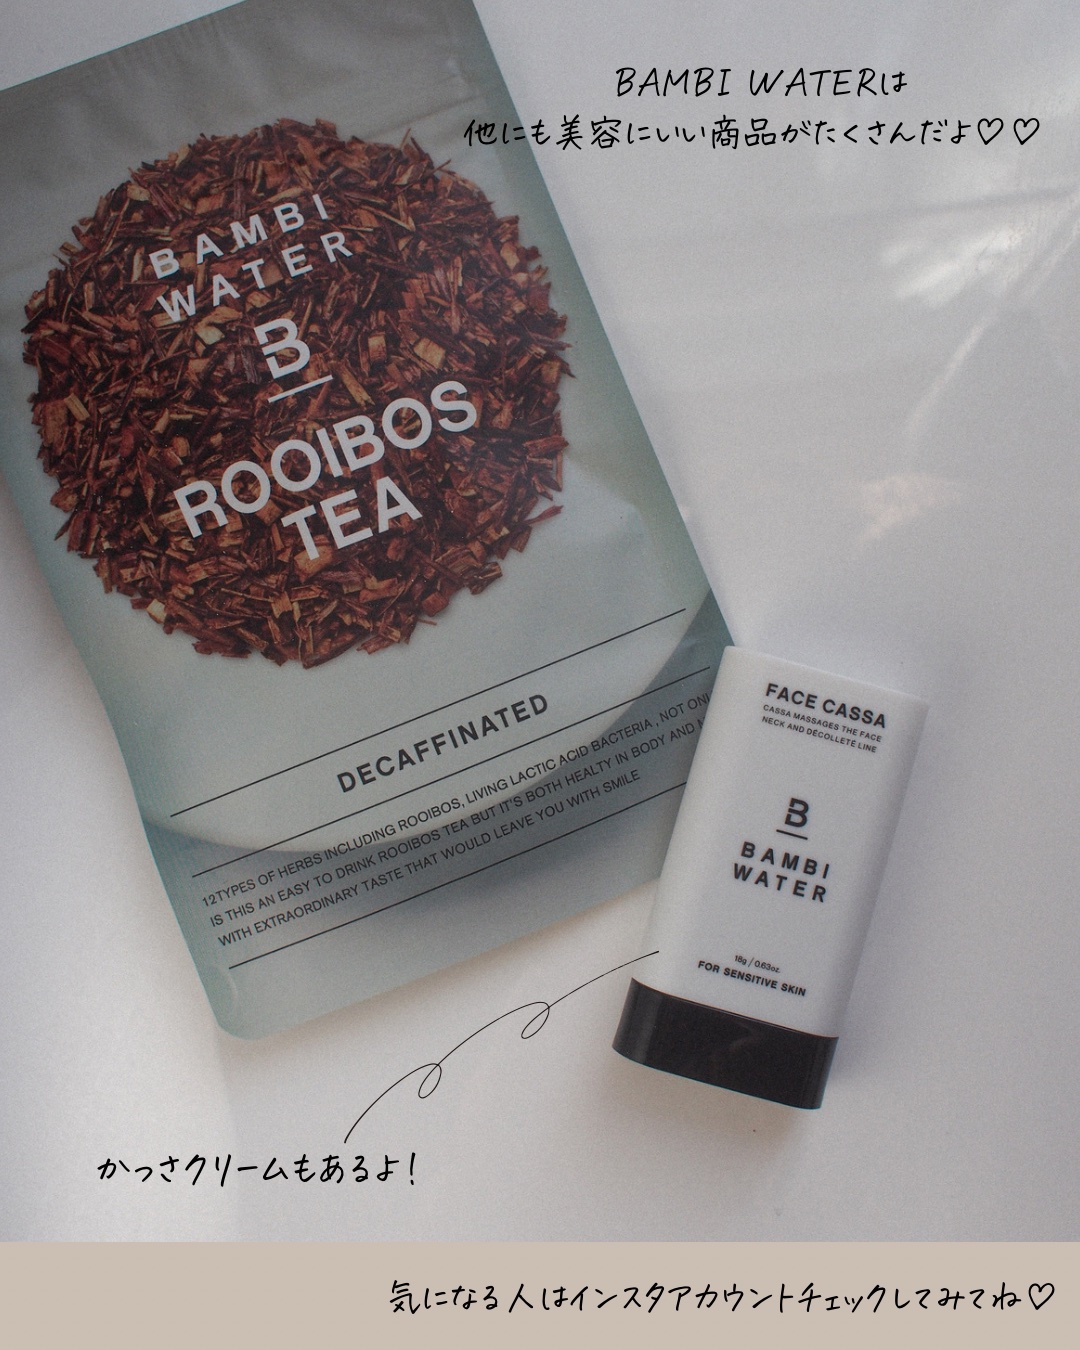 BAMBI WATERは
他にも美容にいい商品がたくさんだよ♡♡
BAMBI
WATER
B
ROOIBOS
TEA
DECAFFINATED
12TYPES OF HERBS INCLUDING ROOIBOS, LIVING LACTIC ACID BACTERIA , NOT
IS THIS AN EASY TO DRINK ROOIBOS TEA BUT IT'S BOTH HEALTY IN BODY AND
WITH EXTRAORDINARY TASTE THAT WOULD LEAVE YOU WITH SMILE
FACE CASSA
CASSA MASSAGES THE FACE
NECK AND DECOLLETÉ LINE
B
BAMBI
WATER
18g / 0.63oz.
FOR SENSITIVE SKIN
かっさクリームもあるよ!
気になる人はインスタアカウントチェックしてみてね♡